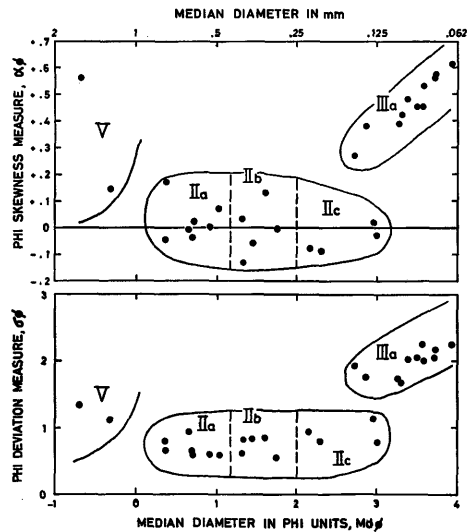 MEDIAN DIAMETER IN mm
2 1 .5 .25 .125 .062
PHI SKEWNESS MEASURE, αϕ
+.7
+.6
+.5
+.4
+.3
+.2
+.1
0
-.1
-.2
V
IIa
IIb
IIc
IIIa
PHI DEVIATION MEASURE, σϕ
3
2
1
0
V
IIa
IIb
IIc
IIIa
-1 0 1 2 3 4
MEDIAN DIAMETER IN PHI UNITS, Mdϕ